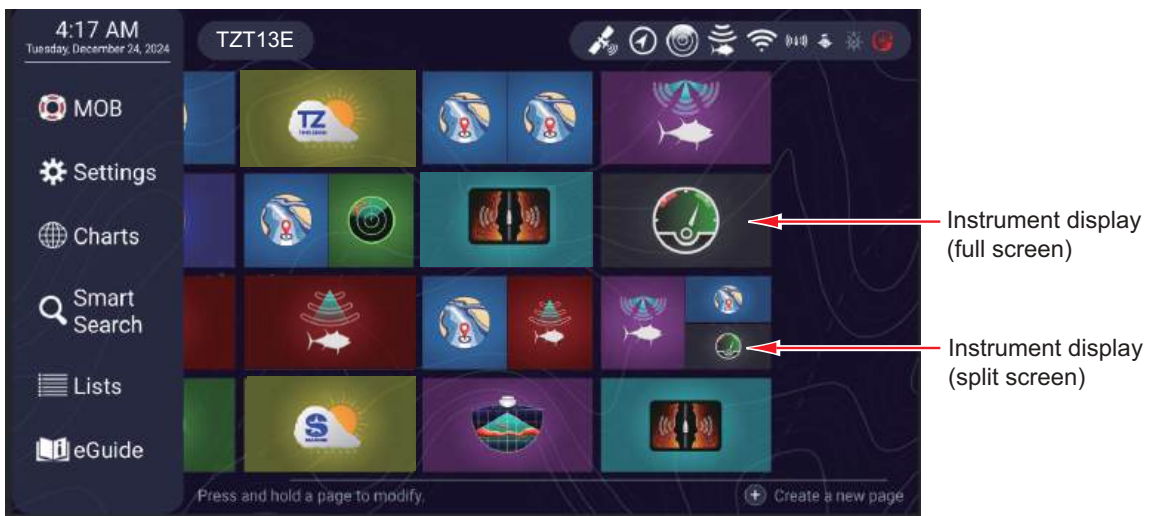 4:17 AM
Tuesday, December 24, 2024
TZT13E
MOB
Settings
Charts
Smart
Search
Lists
eGuide
TZ
S
Instrument display
(full screen)
Instrument display
(split screen)
Press and hold a page to modify.
Create a new page